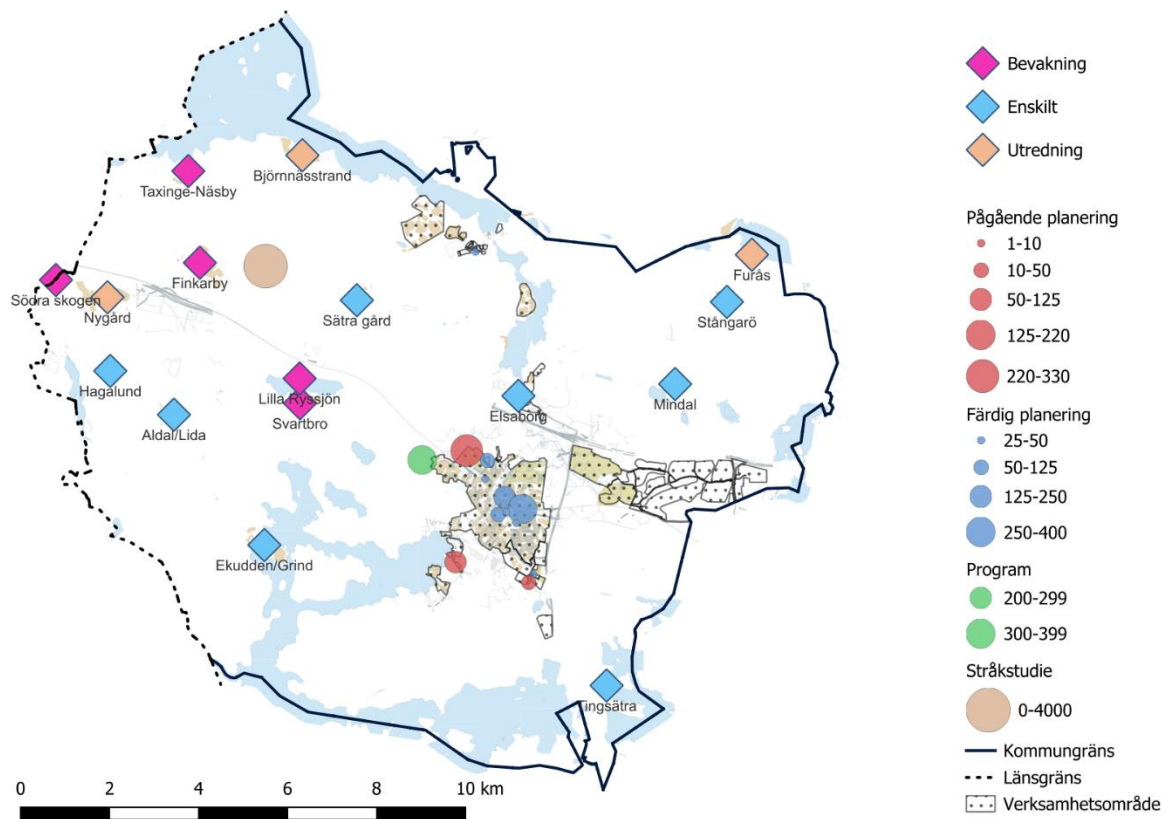 Bevakning
Enskilt
Utredning
Pågående planering
1-10
10-50
50-125
125-220
220-330
Färdig planering
25-50
50-125
125-250
250-400
Program
200-299
300-399
Stråkstudie
0-4000
Kommungräns
Länsgräns
Verksamhetsområde
Björnnässtrand
Taxinge-Näsby
Finkarby
Furås
Södra skogen
Nygård
Sätra gård
Stångarö
Hagalund
Lilla Ryssjön
Mindal
Aldal/Lida
Svartbro
Elsaborg
Ekudden/Grind
Tingsätra
0 2 4 6 8 10 km